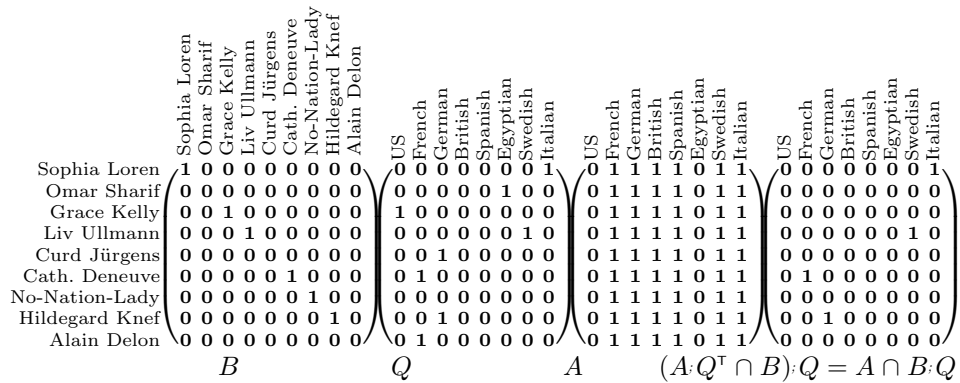 Sophia Loren
Omar Sharif
Grace Kelly
Liv Ullmann
Curd Jürgens
Cath. Deneuve
No-Nation-Lady
Hildegard Knef
Alain Delon
US
French
German
British
Spanish
Egyptian
Swedish
Italian
US
French
German
British
Spanish
Egyptian
Swedish
Italian
US
French
German
British
Spanish
Egyptian
Swedish
Italian
Sophia Loren 1 0 0 0 0 0 0 0 0 0 0 0 0 0 0 0 1 0 1 1 1 1 0 1 1 0 0 0 0 0 0 0 1
Omar Sharif 0 0 0 0 0 0 0 0 0 0 0 0 0 0 1 0 0 0 1 1 1 1 0 1 1 0 0 0 0 0 0 0 0
Grace Kelly 0 0 1 0 0 0 0 0 0 1 0 0 0 0 0 0 0 0 1 1 1 1 0 1 1 0 0 0 0 0 0 0 0
Liv Ullmann 0 0 0 1 0 0 0 0 0 0 0 0 0 0 0 1 0 0 1 1 1 1 0 1 1 0 0 0 0 0 0 1 0
Curd Jürgens 0 0 0 0 0 0 0 0 0 0 0 1 0 0 0 0 0 0 1 1 1 1 0 1 1 0 0 0 0 0 0 0 0
Cath. Deneuve 0 0 0 0 0 1 0 0 0 0 1 0 0 0 0 0 0 0 1 1 1 1 0 1 1 0 1 0 0 0 0 0 0
No-Nation-Lady 0 0 0 0 0 0 1 0 0 0 0 0 0 0 0 0 0 0 1 1 1 1 0 1 1 0 0 0 0 0 0 0 0
Hildegard Knef 0 0 0 0 0 0 0 1 0 0 0 1 0 0 0 0 0 0 1 1 1 1 0 1 1 0 0 1 0 0 0 0 0
Alain Delon 0 0 0 0 0 0 0 0 0 0 1 0 0 0 0 0 0 0 1 1 1 1 0 1 1 0 0 0 0 0 0 0 0
B Q A (A;Qᵀ ∩ B);Q = A ∩ B;Q